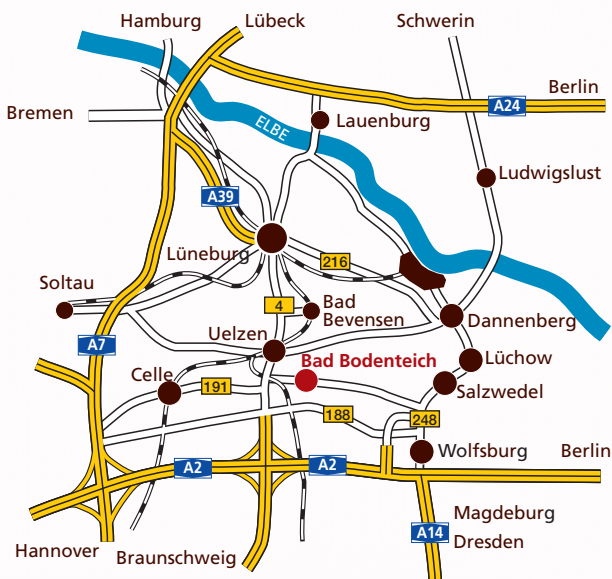 Hamburg
Lübeck
Schwerin
Berlin
A24
Bremen
ELBE
Lauenburg
Ludwigslust
A39
Lüneburg
216
Soltau
4
Bad
Bevensen
Dannenberg
A7
Uelzen
Bad Bodenteich
Lüchow
Celle
191
Salzwedel
188
248
Wolfsburg
Berlin
A2
A2
Magdeburg
A14
Dresden
Hannover
Braunschweig